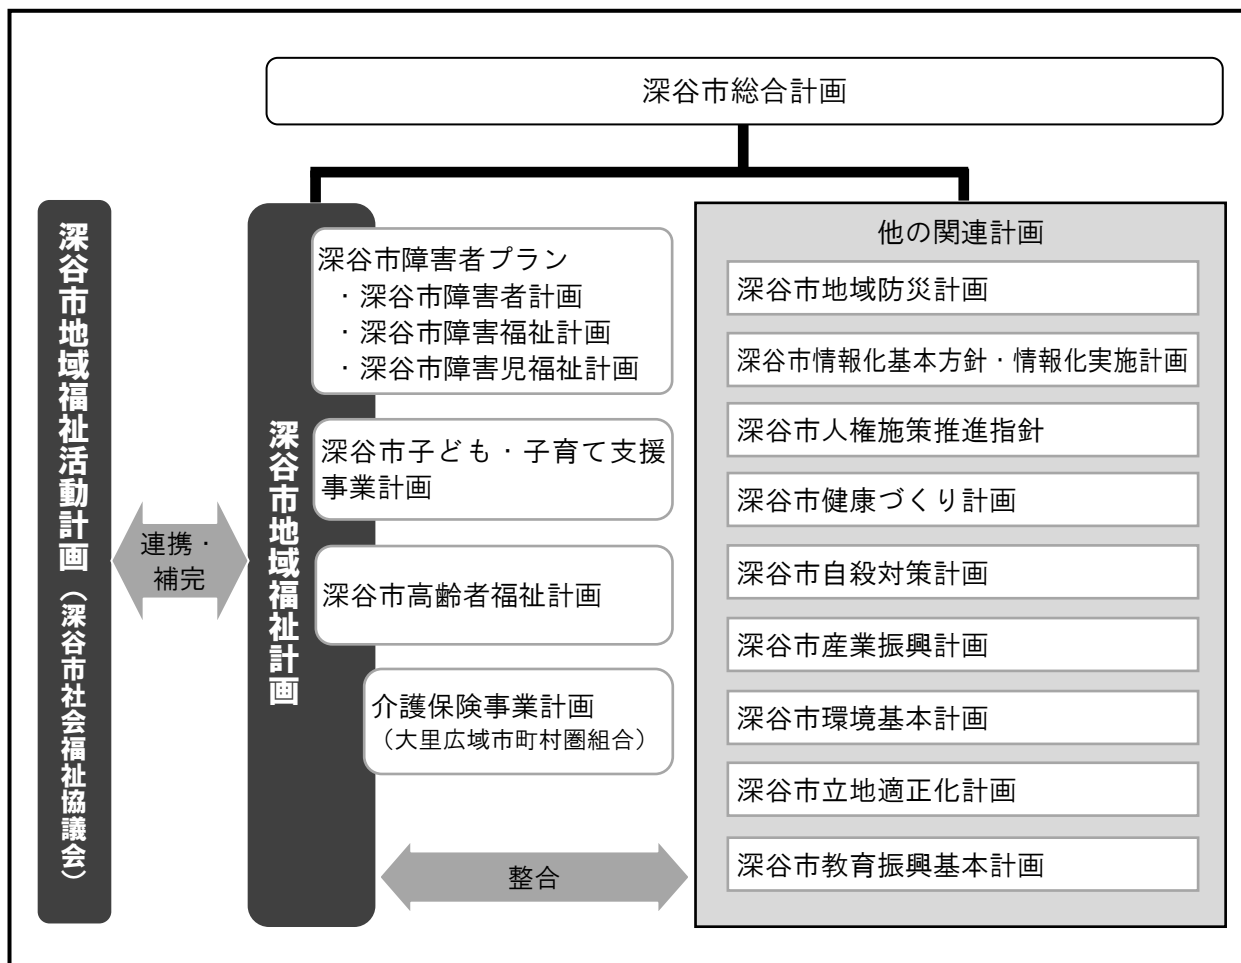 深谷市総合計画
深谷市地域福祉活動計画（深谷市社会福祉協議会）
連携・
補完
深谷市地域福祉計画
深谷市障害者プラン
・深谷市障害者計画
・深谷市障害福祉計画
・深谷市障害児福祉計画
深谷市子ども・子育て支援
事業計画
深谷市高齢者福祉計画
介護保険事業計画
（大里広域市町村圏組合）
整合
他の関連計画
深谷市地域防災計画
深谷市情報化基本方針・情報化実施計画
深谷市人権施策推進指針
深谷市健康づくり計画
深谷市自殺対策計画
深谷市産業振興計画
深谷市環境基本計画
深谷市立地適正化計画
深谷市教育振興基本計画